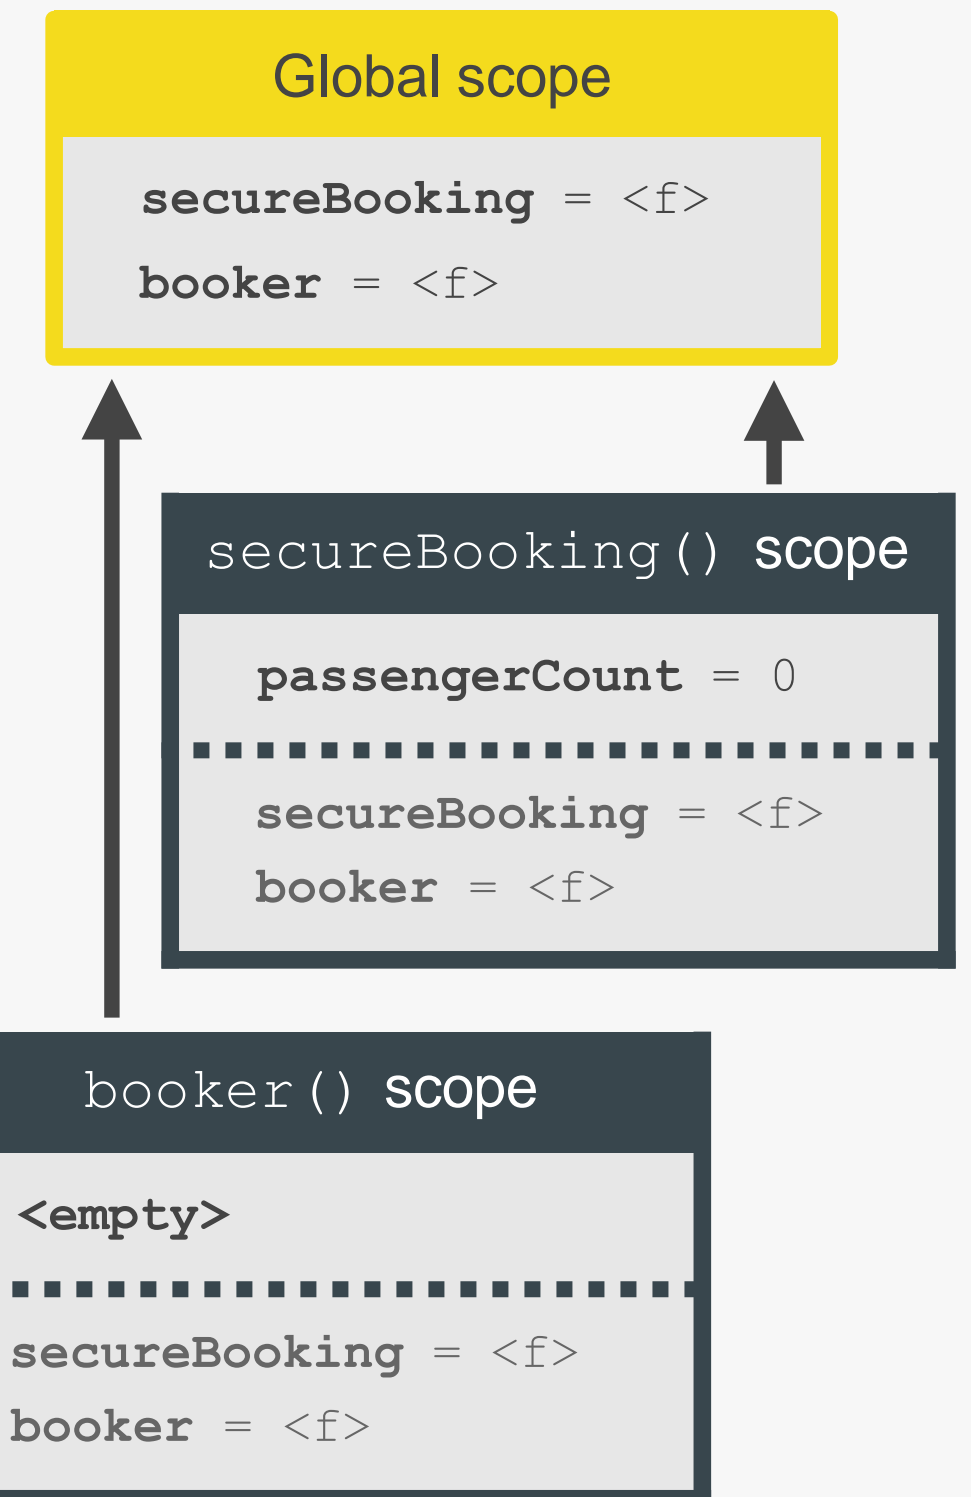 Global scope
secureBooking = <f>
booker = <f>
secureBooking() scope
passengerCount = 0
secureBooking = <f>
booker = <f>
booker() scope
<empty>
secureBooking = <f>
booker = <f>